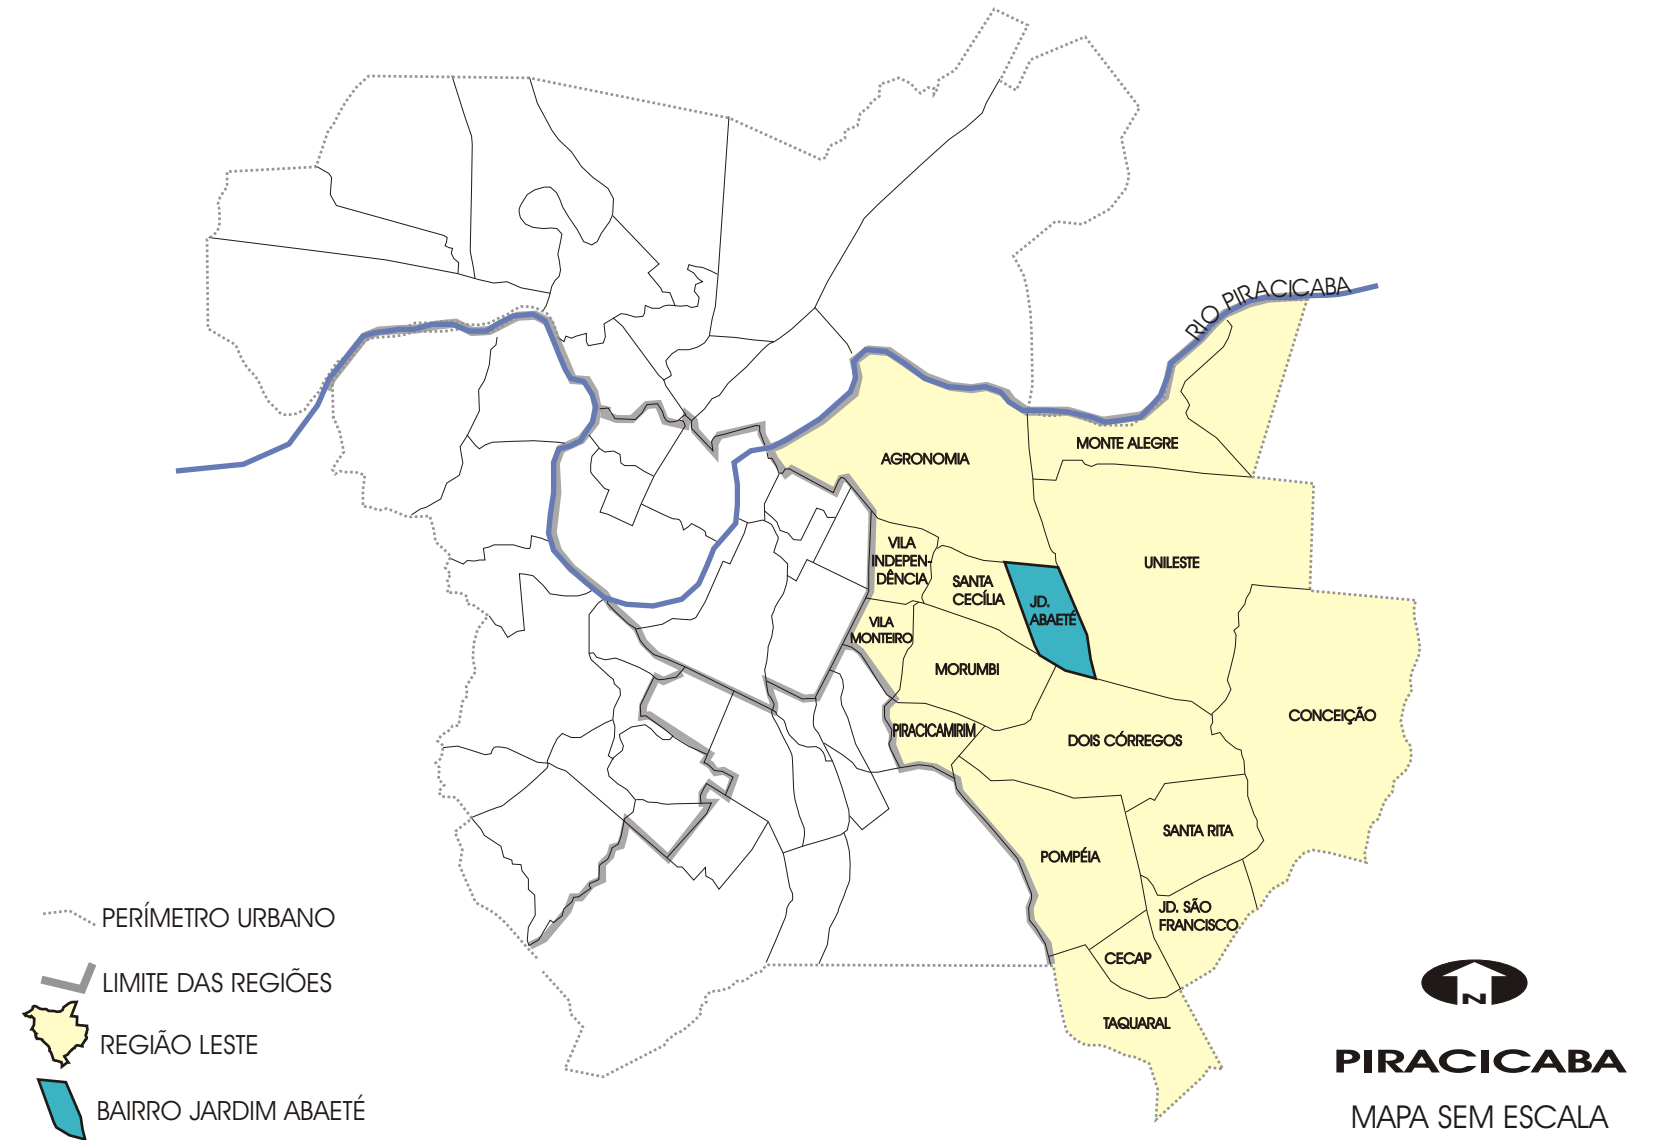 RIO PIRACICABA
MONTE ALEGRE
AGRONOMIA
VILA
INDEPEN-
DÊNCIA
UNILESTE
SANTA
CECÍLIA
JD.
ABAETÉ
VILA
MONTEIRO
MORUMBI
CONCEIÇÃO
PIRACICAMIRIM
DOIS CÓRREGOS
SANTA RITA
POMPÉIA
JD. SÃO
FRANCISCO
CECAP
TAQUARAL
PERÍMETRO URBANO
LIMITE DAS REGIÕES
REGIÃO LESTE
BAIRRO JARDIM ABAETÉ
N
PIRACICABA
MAPA SEM ESCALA